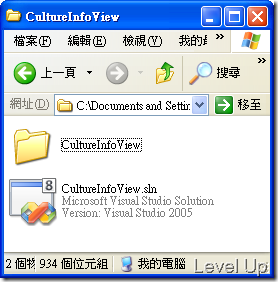 CultureInfoView
檔案(F) 編輯(E) 檢視(V) 我的最
上一頁 搜尋
網址(D) C:\Documents and Settir 移至
CultureInfoView
8
CultureInfoView.sln
Microsoft Visual Studio Solution
Version: Visual Studio 2005
2 個物 934 個位元組 我的電腦
Level Up